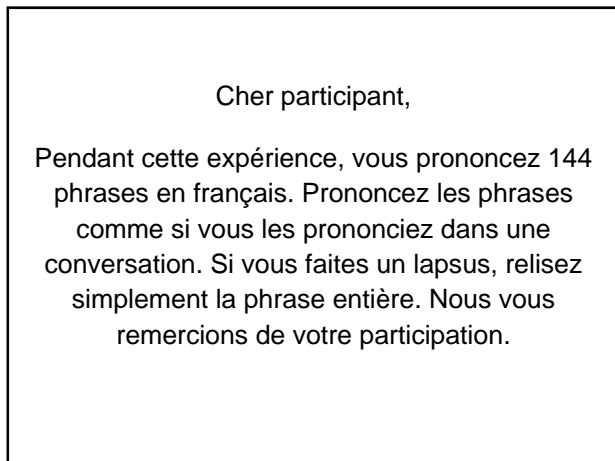 Cher participant,
Pendant cette expérience, vous prononcez 144
phrases en français. Prononcez les phrases
comme si vous les prononciez dans une
conversation. Si vous faites un lapsus, relisez
simplement la phrase entière. Nous vous
remercions de votre participation.